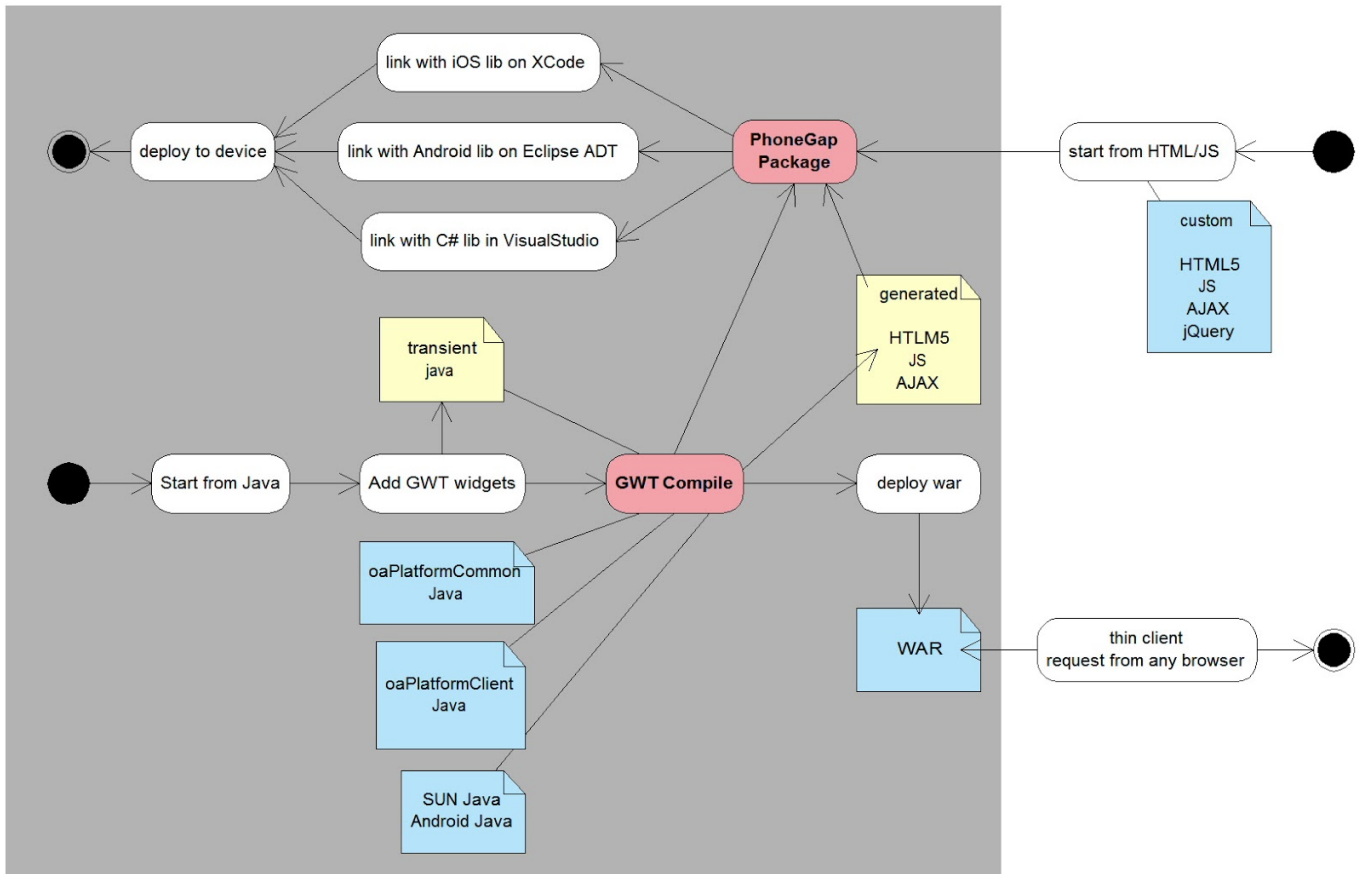 link with iOS lib on XCode
deploy to device
link with Android lib on Eclipse ADT
PhoneGap
Package
start from HTML/JS
link with C# lib in VisualStudio
custom
HTML5
JS
AJAX
jQuery
generated
HTLM5
JS
AJAX
transient
java
Start from Java
Add GWT widgets
GWT Compile
deploy war
oaPlatformCommon
Java
oaPlatformClient
Java
WAR
thin client
request from any browser
SUN Java
Android Java